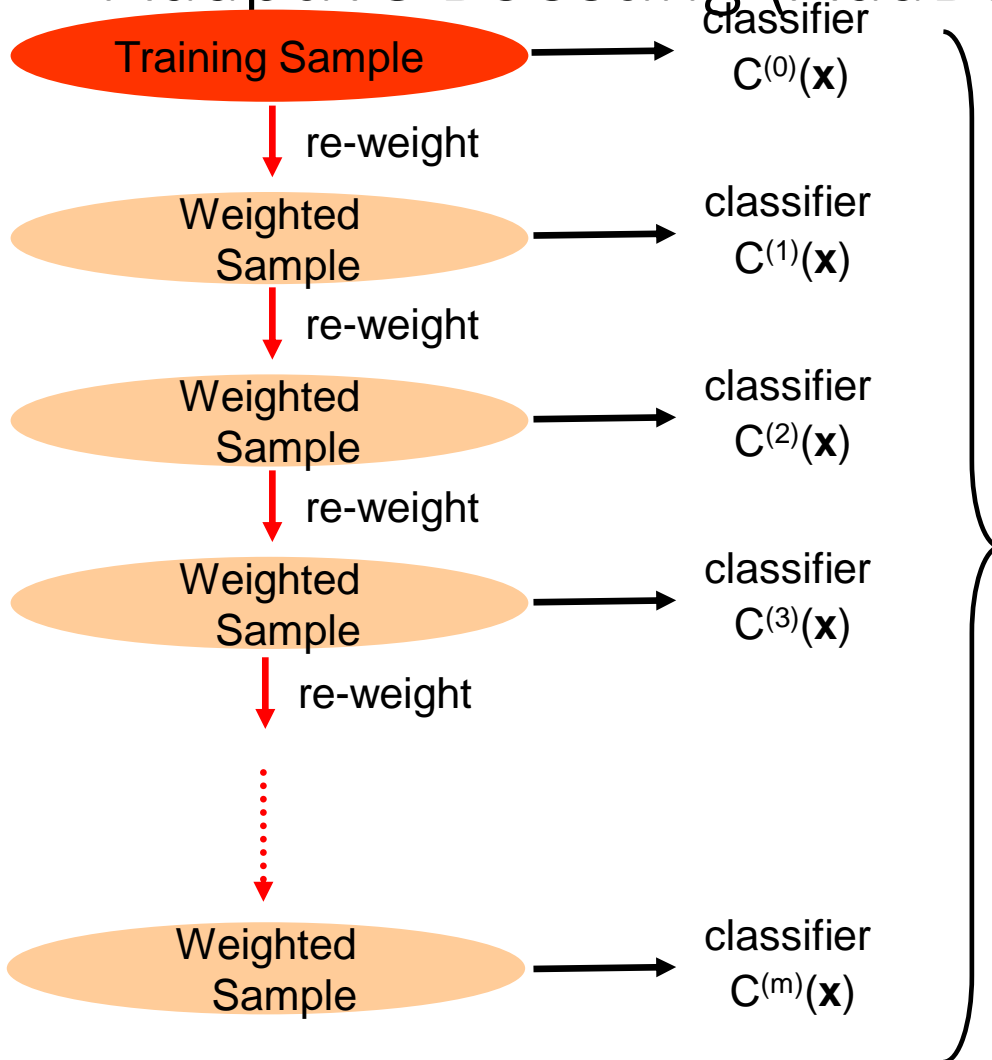 classifier
Training Sample
C(0)(x)
re-weight
Weighted
Sample
classifier
C(1)(x)
re-weight
Weighted
Sample
classifier
C(2)(x)
re-weight
Weighted
Sample
classifier
C(3)(x)
re-weight
Weighted
Sample
classifier
C(m)(x)